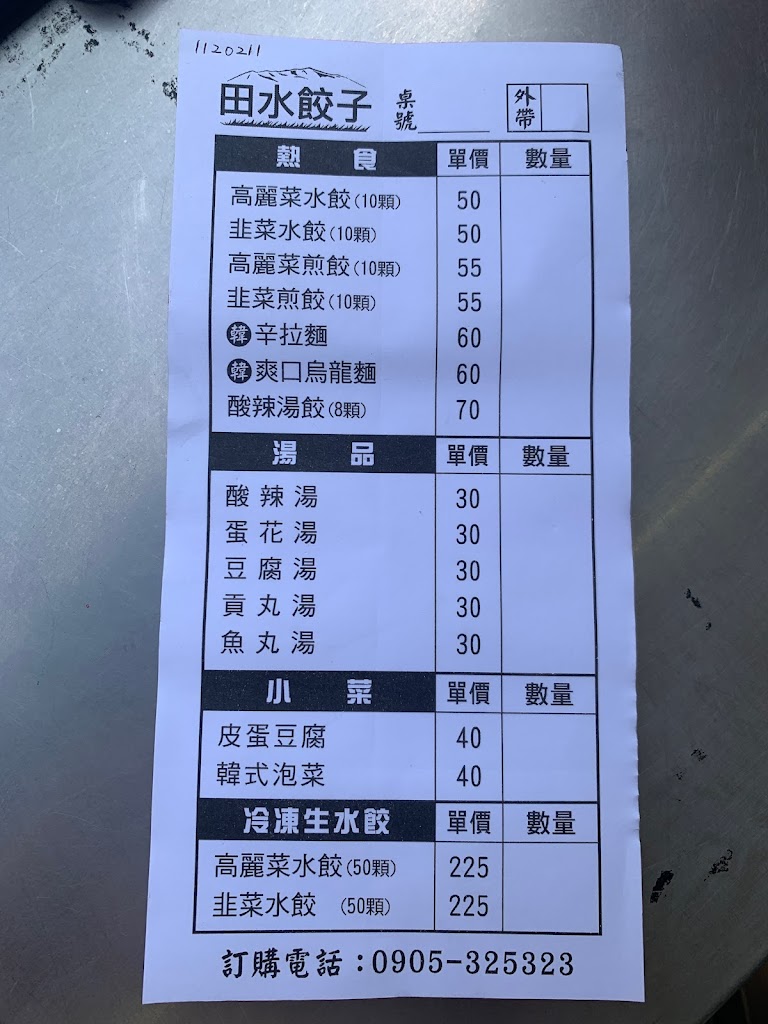 1120211
田水餃子 桌號 外帶
熱食 單價 數量
高麗菜水餃(10顆) 50
韭菜水餃(10顆) 50
高麗菜煎餃(10顆) 55
韭菜煎餃(10顆) 55
韓辛拉麵 60
韓爽口烏龍麵 60
酸辣湯餃(8顆) 70
湯品 單價 數量
酸辣湯 30
蛋花湯 30
豆腐湯 30
貢丸湯 30
魚丸湯 30
小菜 單價 數量
皮蛋豆腐 40
韓式泡菜 40
冷凍生水餃 單價 數量
高麗菜水餃(50顆) 225
韭菜水餃 (50顆) 225
訂購電話：0905-325323